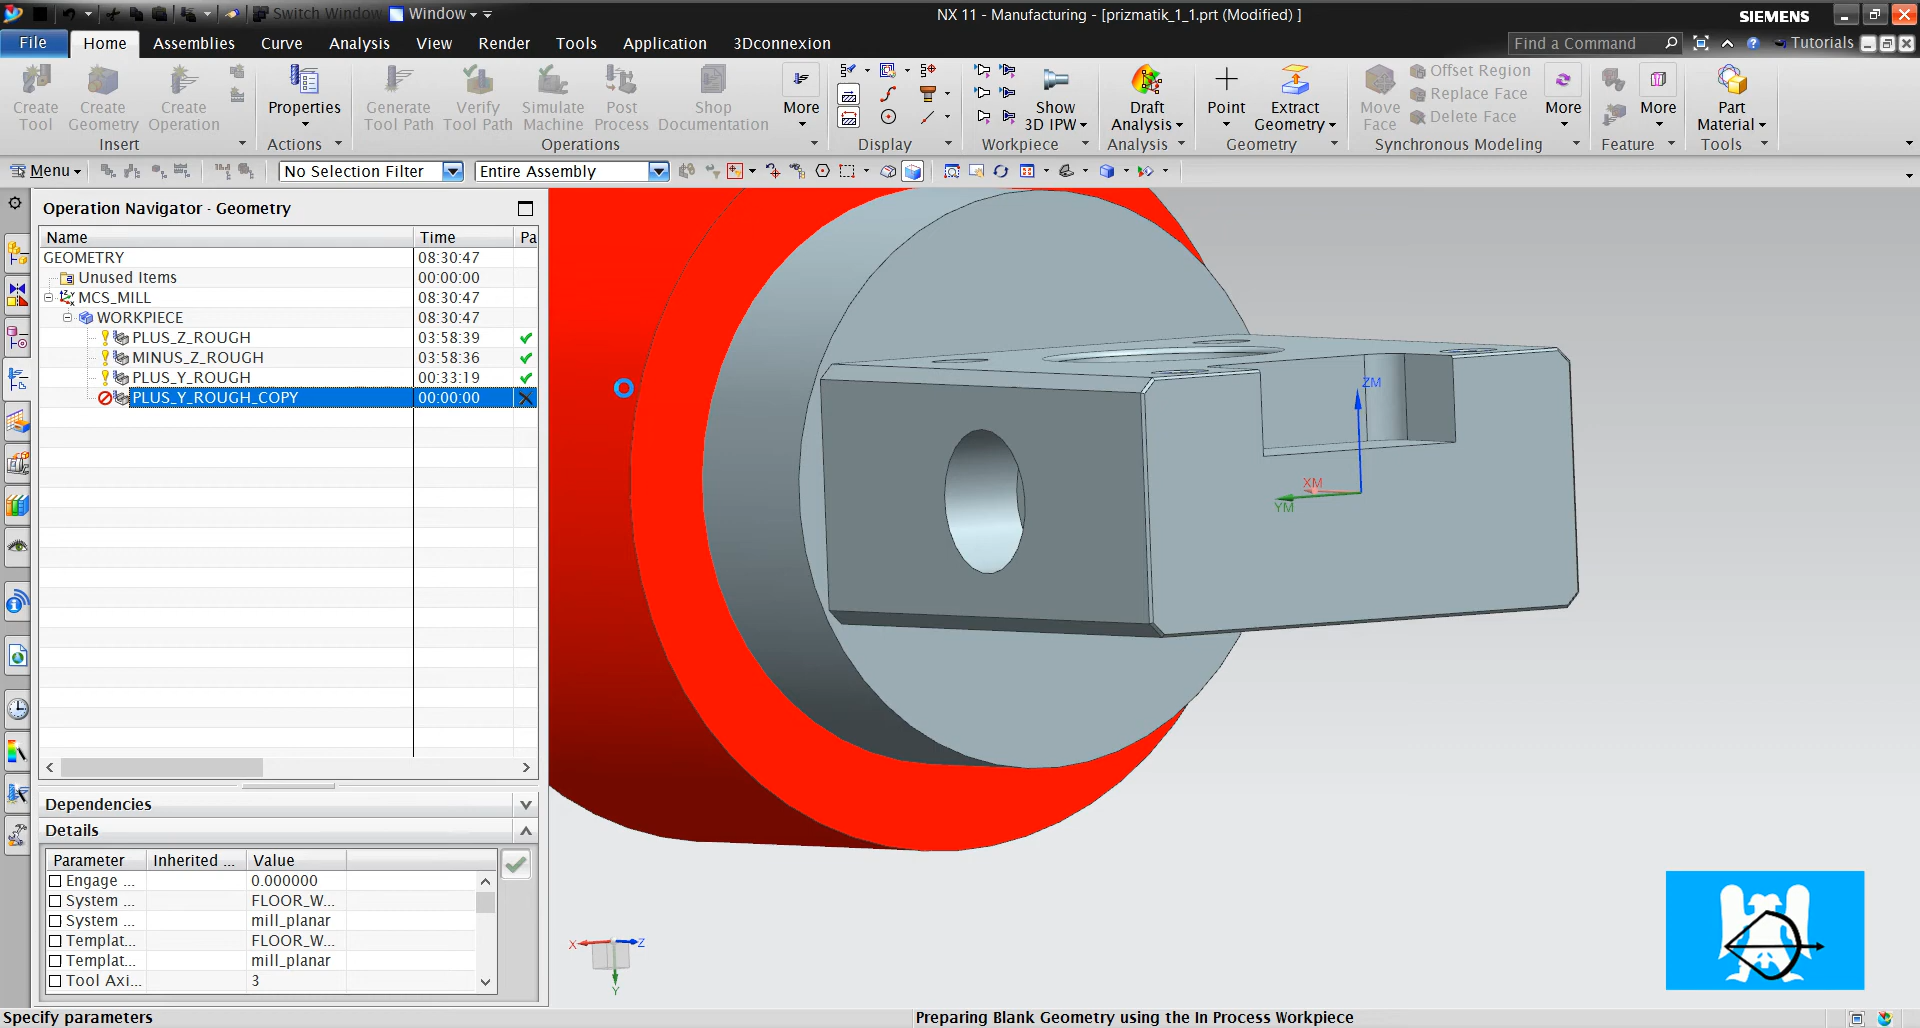 Switch Window Window
NX 11 - Manufacturing - [prizmatik_1_1.prt (Modified) ]
SIEMENS
File Home Assemblies Curve Analysis View Render Tools Application 3Dconnexion
Find a Command
Tutorials
Create Tool
Create Geometry
Create Operation
Insert
Properties
Actions
Generate Tool Path
Verify Tool Path
Simulate Machine
Post Process
Shop Documentation
More
Operations
Display
Show 3D IPW
Workpiece
Draft Analysis
Analysis
Point
Extract Geometry
Geometry
Move Face
Offset Region
Replace Face
Delete Face
More
Synchronous Modeling
More
Feature
Part Material
Tools
Menu
No Selection Filter
Entire Assembly
Operation Navigator - Geometry
Name Time Pa
GEOMETRY 08:30:47
Unused Items 00:00:00
MCS_MILL 08:30:47
WORKPIECE 08:30:47
PLUS_Z_ROUGH 03:58:39
MINUS_Z_ROUGH 03:58:36
PLUS_Y_ROUGH 00:33:19
PLUS_Y_ROUGH_COPY 00:00:00
Dependencies
Details
Parameter Inherited ... Value
Engage ... 0.000000
System ... FLOOR_W...
System ... mill_planar
Templat... FLOOR_W...
Templat... mill_planar
Tool Axi... 3
ZM
XM
YM
X
Z
Y
Specify parameters
Preparing Blank Geometry using the In Process Workpiece